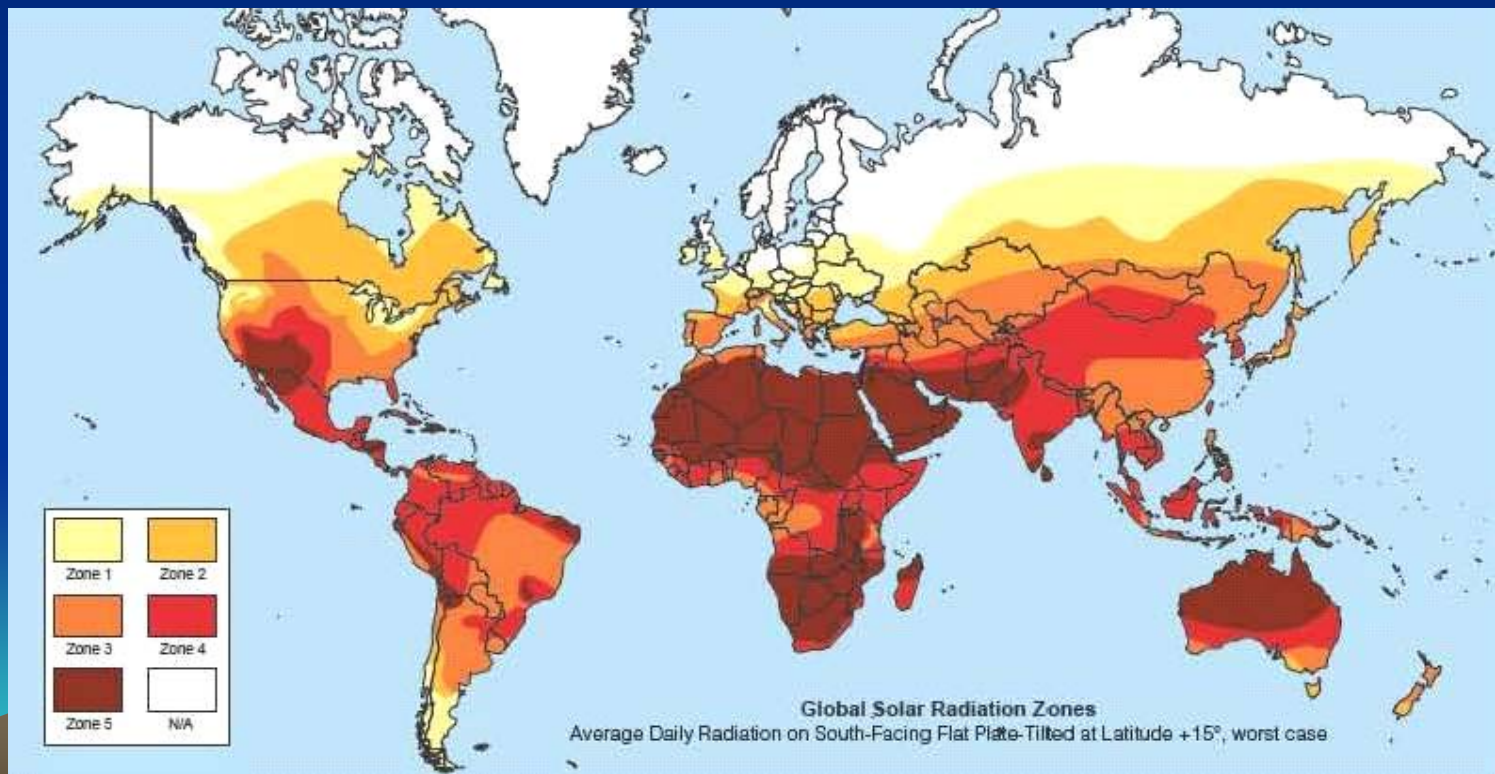 Zone 1
Zone 2
Zone 3
Zone 4
Zone 5
N/A
Global Solar Radiation Zones
Average Daily Radiation on South-Facing Flat Plate-Tilted at Latitude +15°, worst case